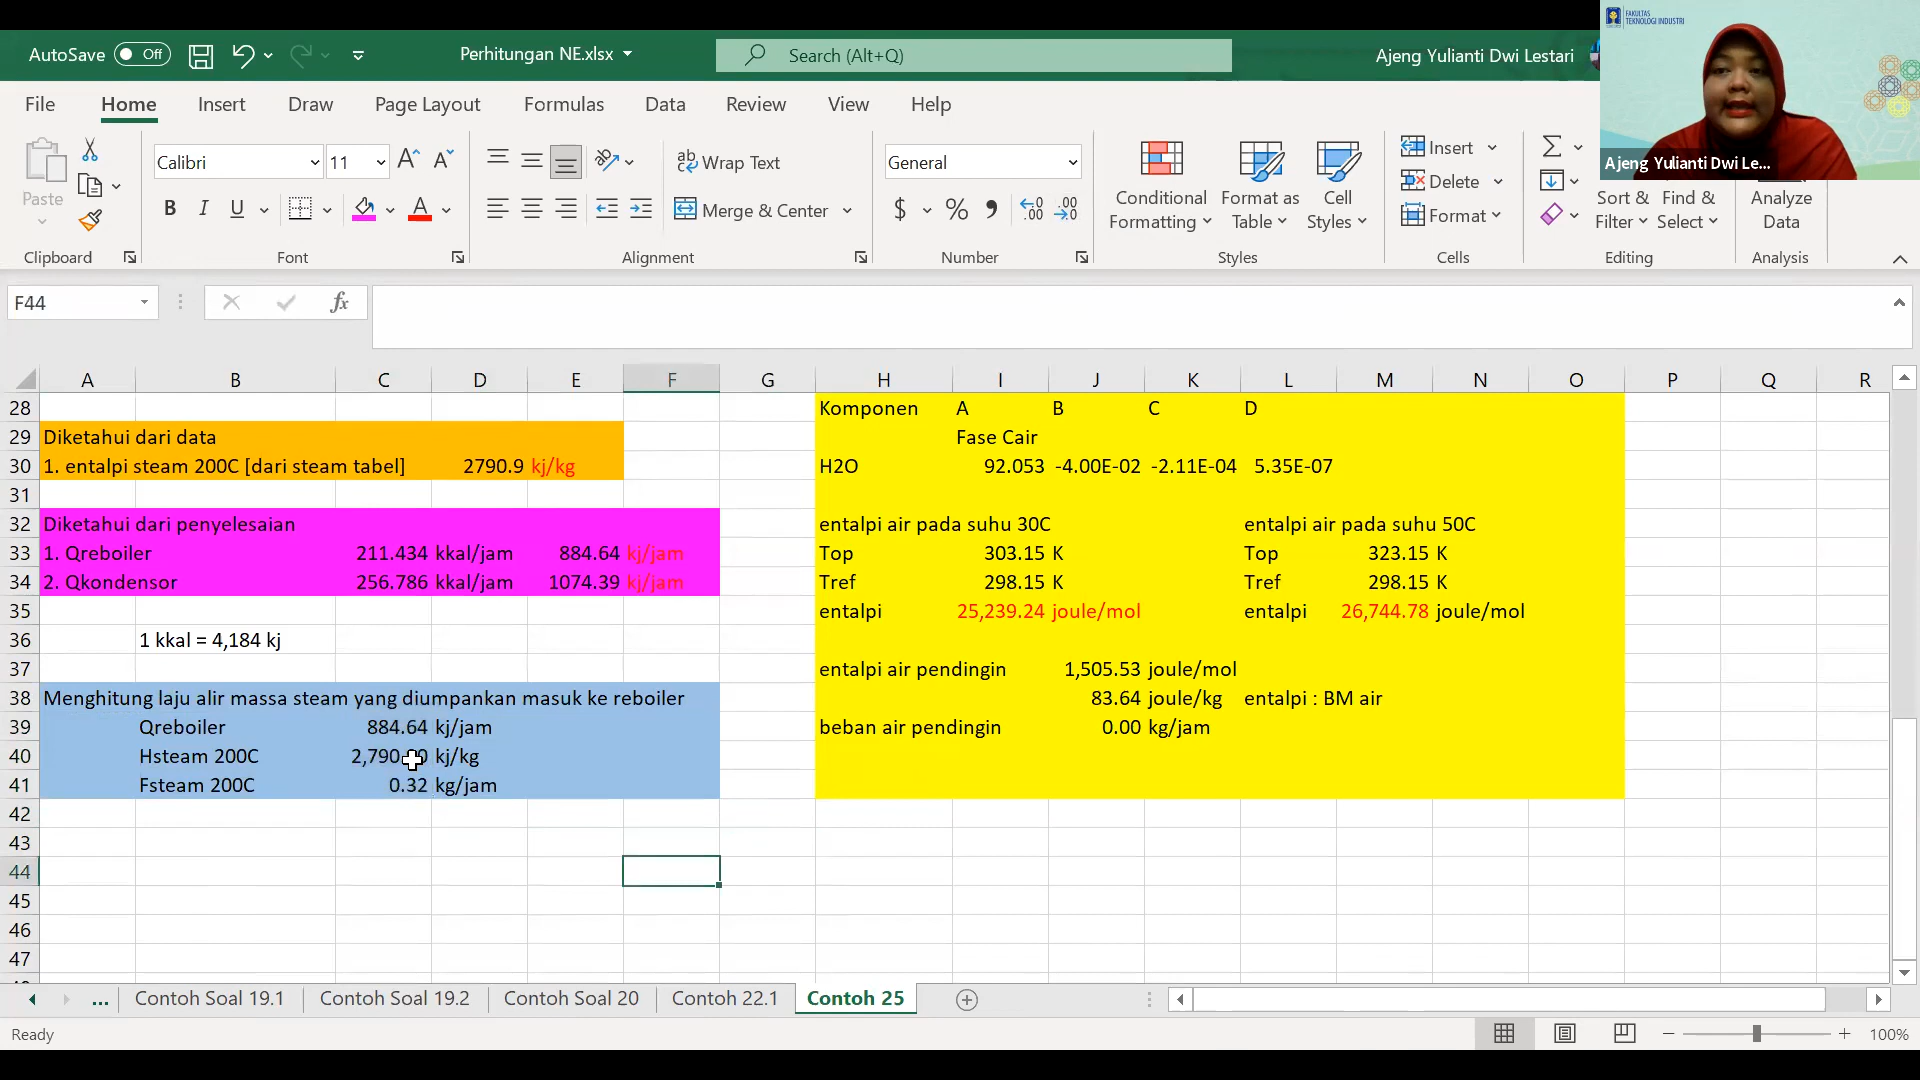 FAKULTAS
TEKNOLOGI INDUSTRI
AutoSave Off Perhitungan NE.xlsx Search (Alt+Q) Ajeng Yulianti Dwi Lestari
File Home Insert Draw Page Layout Formulas Data Review View Help
Ajeng Yulianti Dwi Le...
Paste
Calibri 11
B I U
Wrap Text
Merge & Center
General
$ % 9
Conditional Formatting
Format as Table
Cell Styles
Insert
Delete
Format
Sort & Filter
Find & Select
Analyze Data
Clipboard Font Alignment Number Styles Cells Editing Analysis
F44 fx
A B C D E F G H I J K L M N O P Q R
28 Komponen A B C D
29 Diketahui dari data Fase Cair
30 1. entalpi steam 200C [dari steam tabel] 2790.9 kj/kg H2O 92.053 -4.00E-02 -2.11E-04 5.35E-07
31
32 Diketahui dari penyelesaian entalpi air pada suhu 30C entalpi air pada suhu 50C
33 1. Qreboiler 211.434 kkal/jam 884.64 kj/jam Top 303.15 K Top 323.15 K
34 2. Qkondensor 256.786 kkal/jam 1074.39 kj/jam Tref 298.15 K Tref 298.15 K
35 entalpi 25,239.24 joule/mol entalpi 26,744.78 joule/mol
36 1 kkal = 4,184 kj
37 entalpi air pendingin 1,505.53 joule/mol
38 Menghitung laju alir massa steam yang diumpankan masuk ke reboiler 83.64 joule/kg entalpi : BM air
39 Qreboiler 884.64 kj/jam beban air pendingin 0.00 kg/jam
40 Hsteam 200C kj/kg
41 Fsteam 200C 0.32 kg/jam
42
43
44
45
46
47
... Contoh Soal 19.1 Contoh Soal 19.2 Contoh Soal 20 Contoh 22.1 Contoh 25
Ready 100%